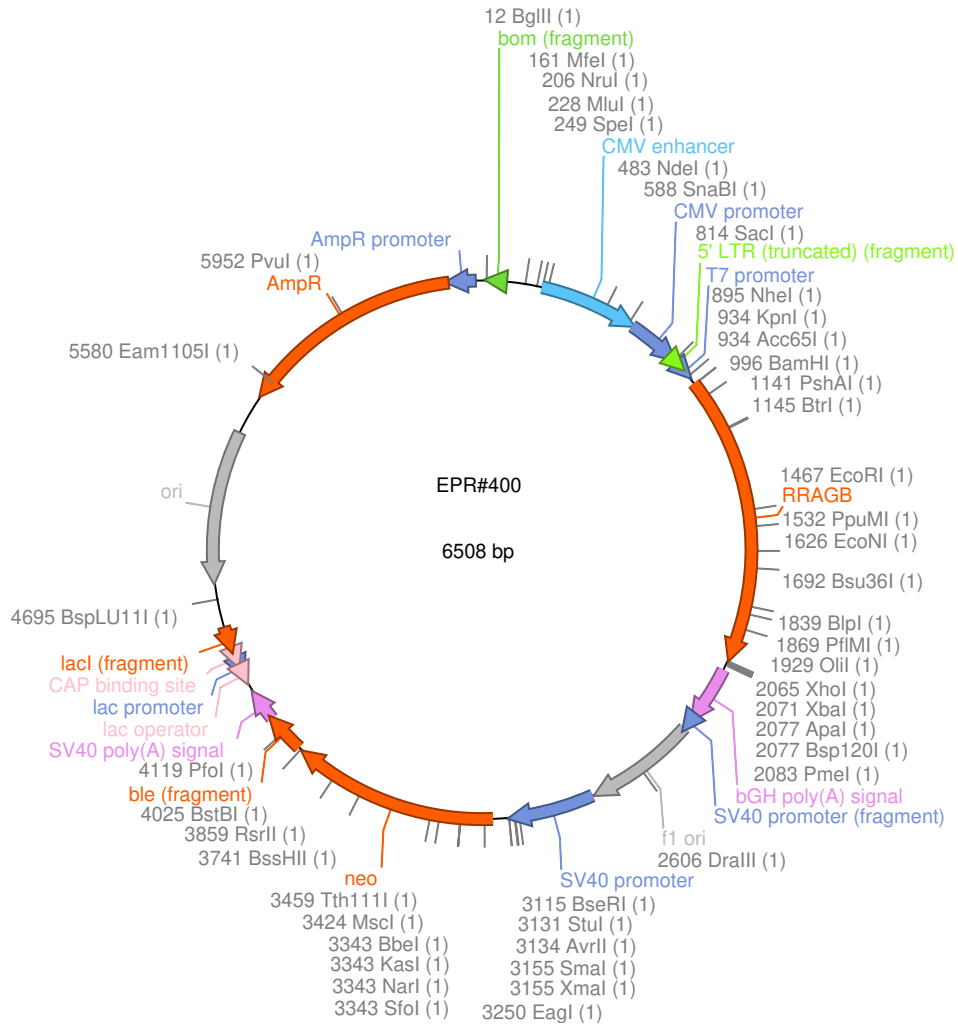 12 BglII (1)
bom (fragment)
161 MfeI (1)
206 NruI (1)
228 MluI (1)
249 SpeI (1)
CMV enhancer
483 NdeI (1)
588 SnaBI (1)
CMV promoter
814 SacI (1)
5' LTR (truncated) (fragment)
T7 promoter
895 NheI (1)
934 KpnI (1)
934 Acc65I (1)
996 BamHI (1)
1141 PshAI (1)
1145 BtrI (1)
1467 EcoRI (1)
RRAGB
1532 PpuMI (1)
1626 EcoNI (1)
1692 Bsu36I (1)
1839 BlpI (1)
1869 PflMI (1)
1929 OliI (1)
2065 XhoI (1)
2071 XbaI (1)
2077 ApaI (1)
2077 Bsp120I (1)
2083 PmeI (1)
bGH poly(A) signal
SV40 promoter (fragment)
f1 ori
2606 DraIII (1)
SV40 promoter
3115 BseRI (1)
3131 StuI (1)
3134 AvrII (1)
3155 SmaI (1)
3155 XmaI (1)
3250 EagI (1)
3343 SfoI (1)
3343 NarI (1)
3343 KasI (1)
3343 BbeI (1)
3424 MscI (1)
3459 Tth111I (1)
neo
3741 BssHII (1)
3859 RsrII (1)
4025 BstBI (1)
ble (fragment)
4119 PfoI (1)
SV40 poly(A) signal
lac operator
lac promoter
CAP binding site
lacI (fragment)
4695 BspLU11I (1)
ori
5580 Eam1105I (1)
AmpR
5952 PvuI (1)
AmpR promoter
EPR#400
6508 bp